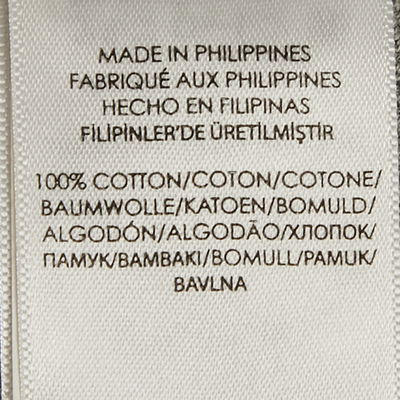 MADE IN PHILIPPINES
FABRIQUÉ AUX PHILIPPINES
HECHO EN FILIPINAS
FİLİPİNLER'DE ÜRETİLMİŞTİR
100% COTTON/COTON/COTONE/
BAUMWOLLE/KATOEN/BOMULD/
ALGODÓN/ALGODÃO/ХЛОПОК/
ПАМУК/BAMBAKI/BOMULL/PAMUK/
BAVLNA